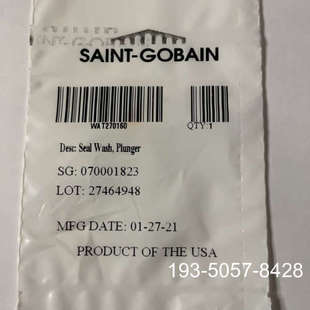 SAINT-GOBAIN
WAT270160
QTY:1
Desc: Seal Wash, Plunger
SG: 070001823
LOT: 27464948
MFG DATE: 01-27-21
PRODUCT OF THE USA
193-5057-8428